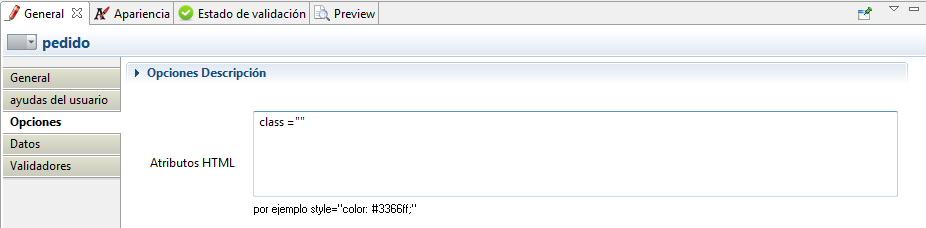 General Apariencia Estado de validación Preview
pedido
General
ayudas del usuario
Opciones
Datos
Validadores
Opciones Descripción
Atributos HTML
class =""
por ejemplo style="color: #3366ff;"